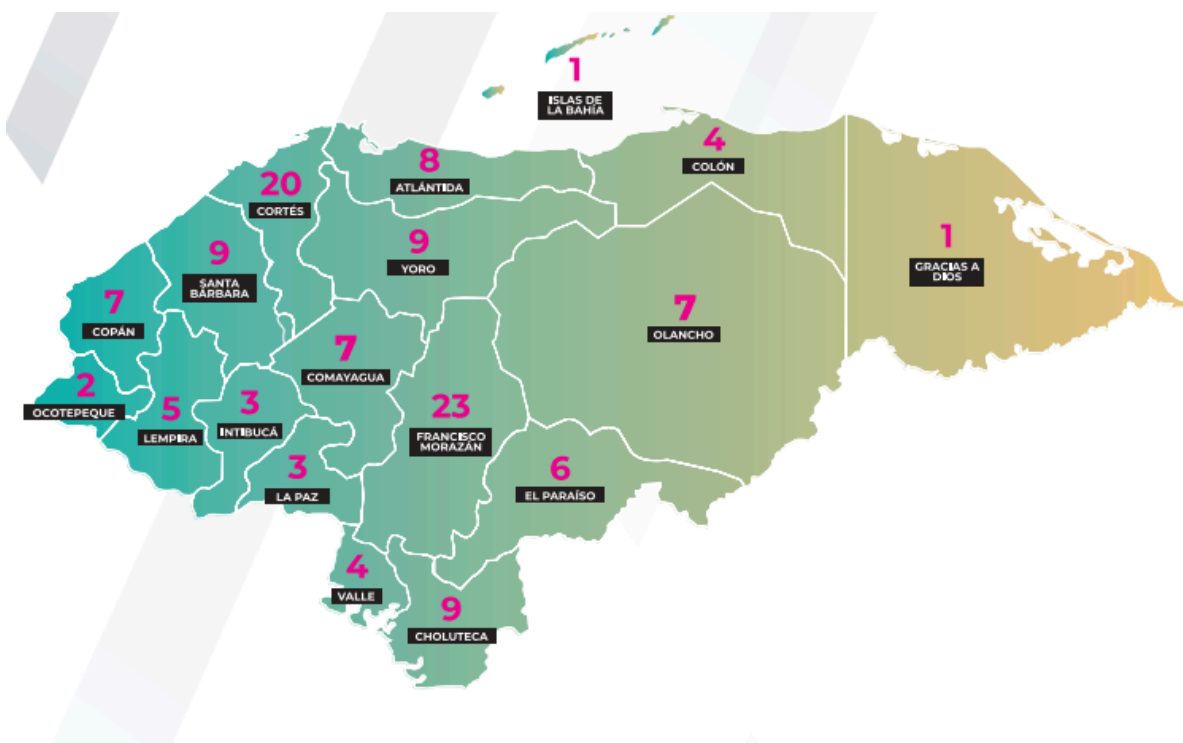 1
ISLAS DE
LA BAHÍA
4
COLÓN
8
ATLÁNTIDA
20
CORTÉS
9
YORO
9
SANTA
BÁRBARA
1
GRACIAS A
DIOS
7
COPÁN
7
OLANCHO
7
COMAYAGUA
2
OCOTEPEQUE
5
LEMPIRA
3
INTIBUCÁ
23
FRANCISCO
MORAZÁN
3
LA PAZ
6
EL PARAÍSO
4
VALLE
9
CHOLUTECA